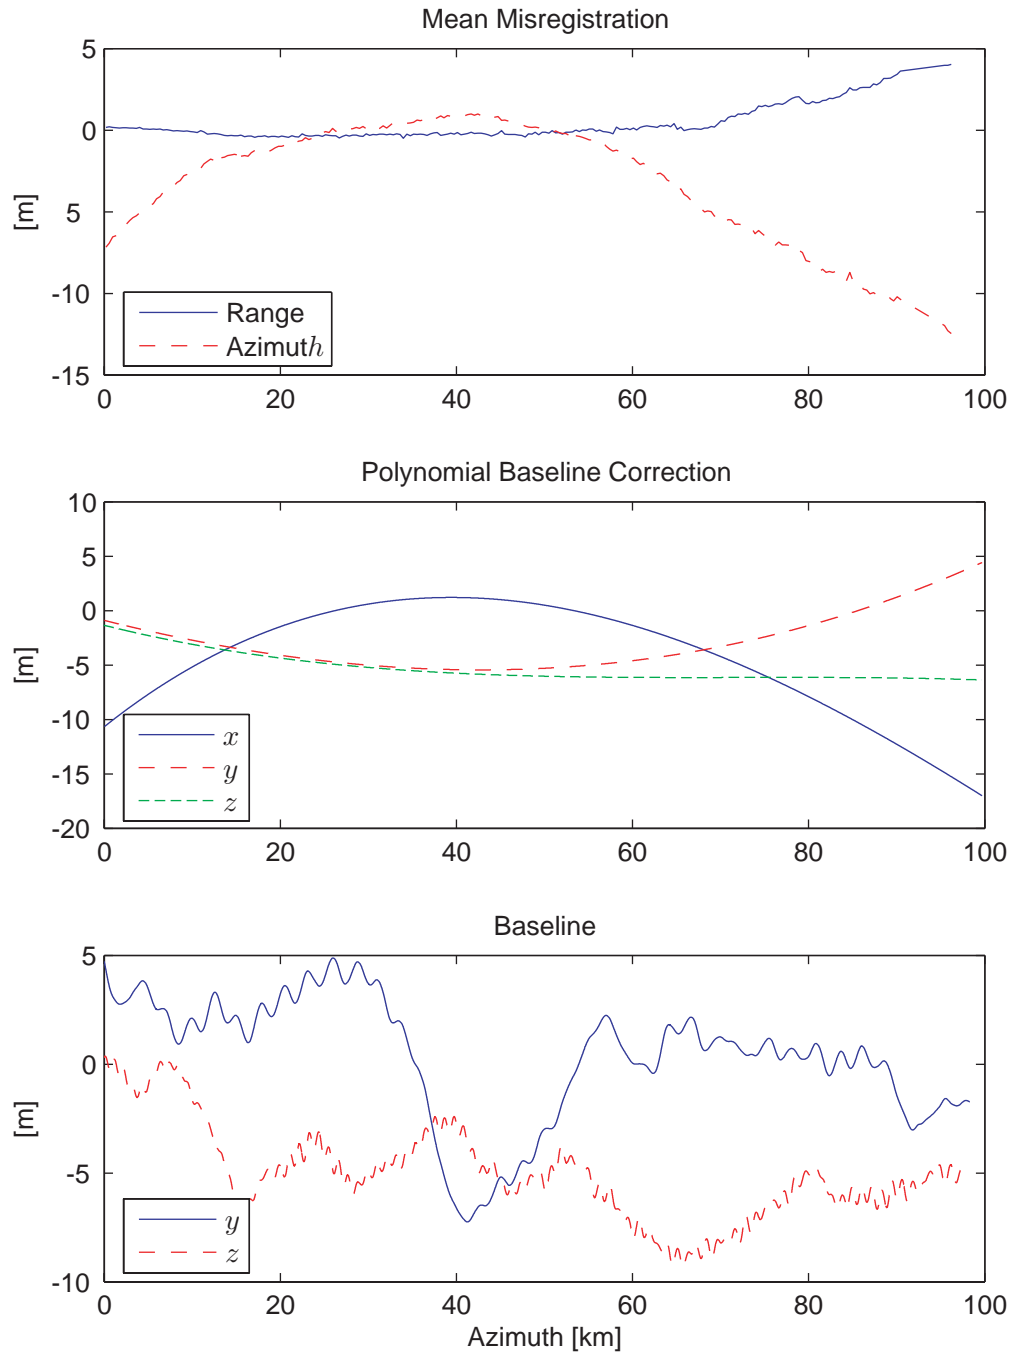 Mean Misregistration
5
0
5
-10
-15
[m]
Range
Azimuth
0 20 40 60 80 100
Polynomial Baseline Correction
10
5
0
-5
-10
-15
-20
[m]
x
y
z
0 20 40 60 80 100
Baseline
5
0
-5
-10
[m]
y
z
0 20 40 60 80 100
Azimuth [km]